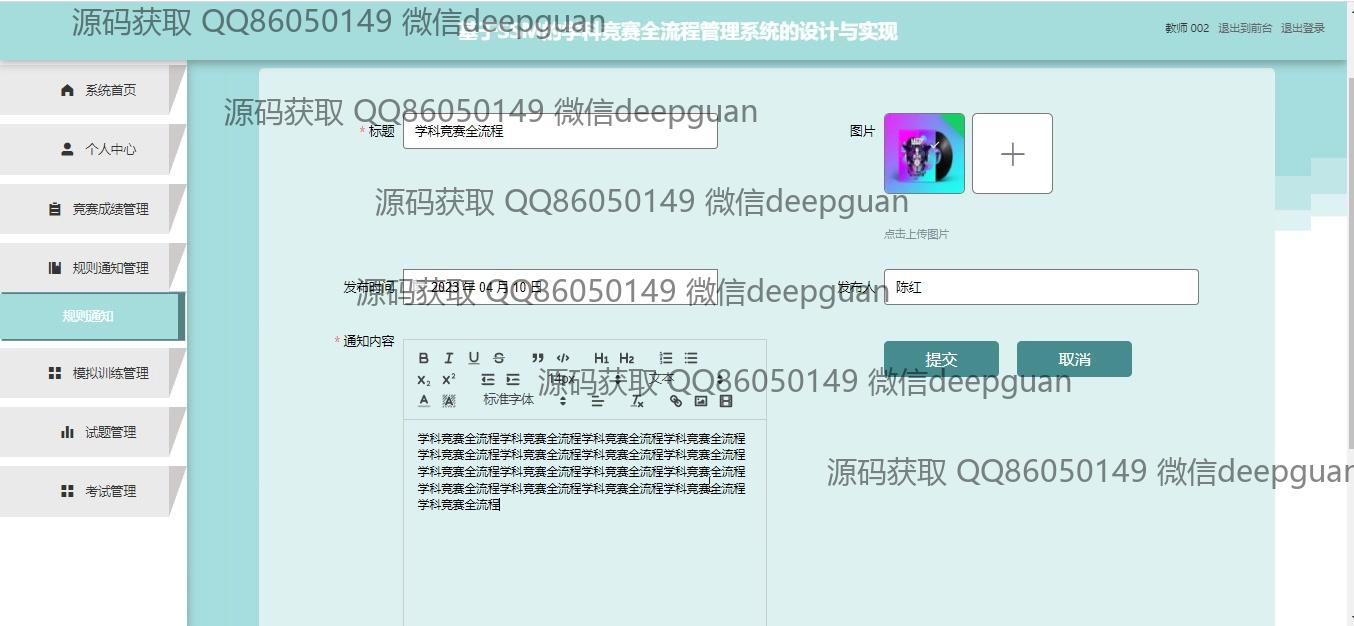 源码获取 QQ86050149 微信deepguan
基于SSM的学科竞赛全流程管理系统的设计与实现
教师 002 退出到前台 退出登录
系统首页
个人中心
竞赛成绩管理
规则通知管理
规则通知
模拟训练管理
试题管理
考试管理
源码获取 QQ86050149 微信deepguan
* 标题 学科竞赛全流程
图片
源码获取 QQ86050149 微信deepguan
点击上传图片
发布时间 2023 年 04 月 10 日
源码获取 QQ86050149 微信deepguan
发布人 陈红
* 通知内容
B I U S ” </> H1 H2
X2 X2 14px 文本
A A 标准字体 Tx
提交 取消
源码获取 QQ86050149 微信deepguan
学科竞赛全流程学科竞赛全流程学科竞赛全流程学科竞赛全流程
学科竞赛全流程学科竞赛全流程学科竞赛全流程学科竞赛全流程
学科竞赛全流程学科竞赛全流程学科竞赛全流程学科竞赛全流程
学科竞赛全流程学科竞赛全流程学科竞赛全流程学科竞赛全流程
学科竞赛全流程
源码获取 QQ86050149 微信deepguan